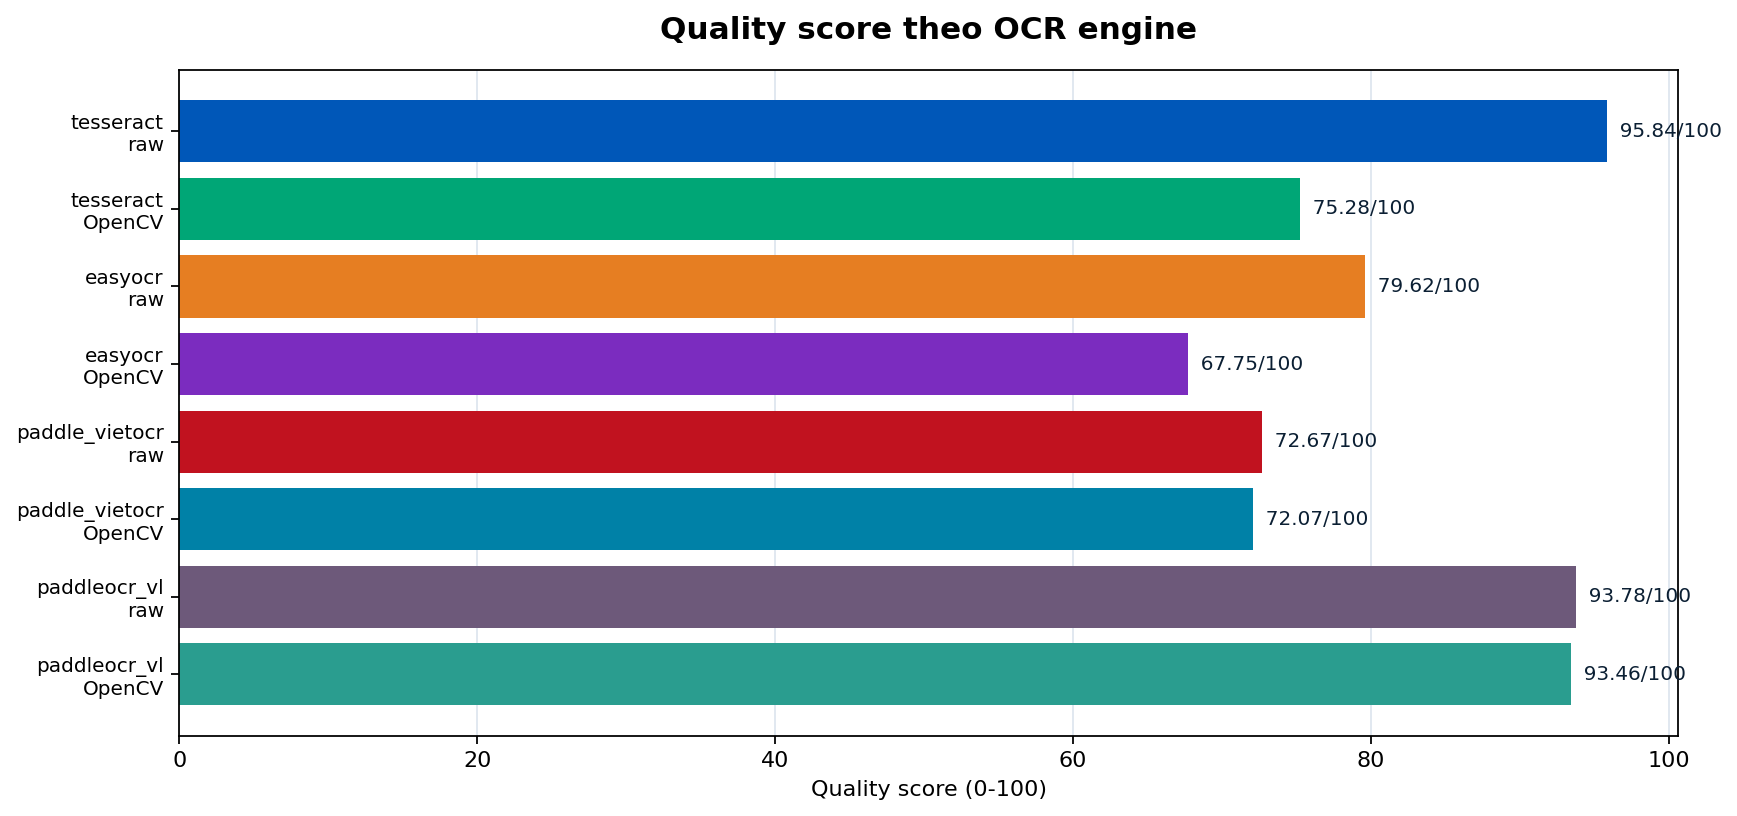 Quality score theo OCR engine
tesseract
raw
95.84/100
tesseract
OpenCV
75.28/100
easyocr
raw
79.62/100
easyocr
OpenCV
67.75/100
paddle_vietocr
raw
72.67/100
paddle_vietocr
OpenCV
72.07/100
paddleocr_vl
raw
93.78/100
paddleocr_vl
OpenCV
93.46/100
0 20 40 60 80 100
Quality score (0-100)